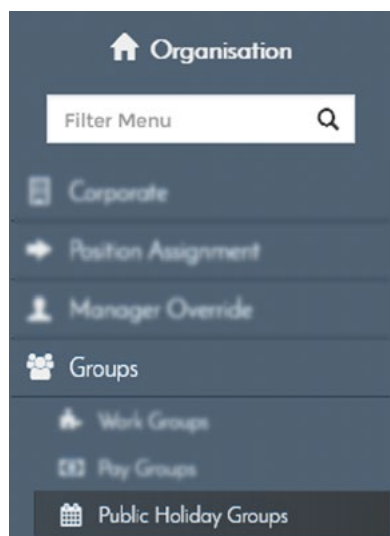 Organisation
Filter Menu
Corporate
Position Assignment
Manager Override
Groups
Work Groups
Pay Groups
Public Holiday Groups